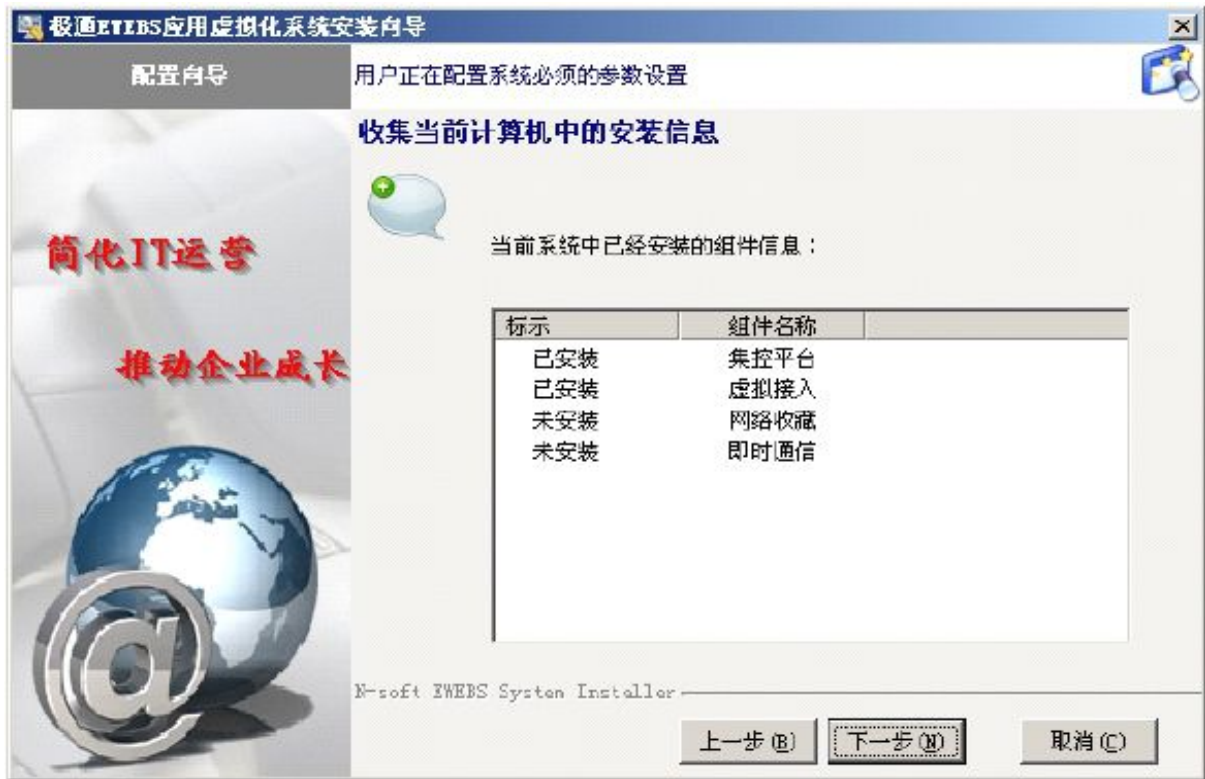 极通EWEBS应用虚拟化系统安装向导
配置向导
用户正在配置系统必须的参数设置
收集当前计算机中的安装信息
简化IT运营
推动企业成长
当前系统中已经安装的组件信息：
标示 组件名称
已安装 集控平台
已安装 虚拟接入
未安装 网络收藏
未安装 即时通信
N-soft EWEBS System Installer
上一步(B) 下一步(N) 取消(C)